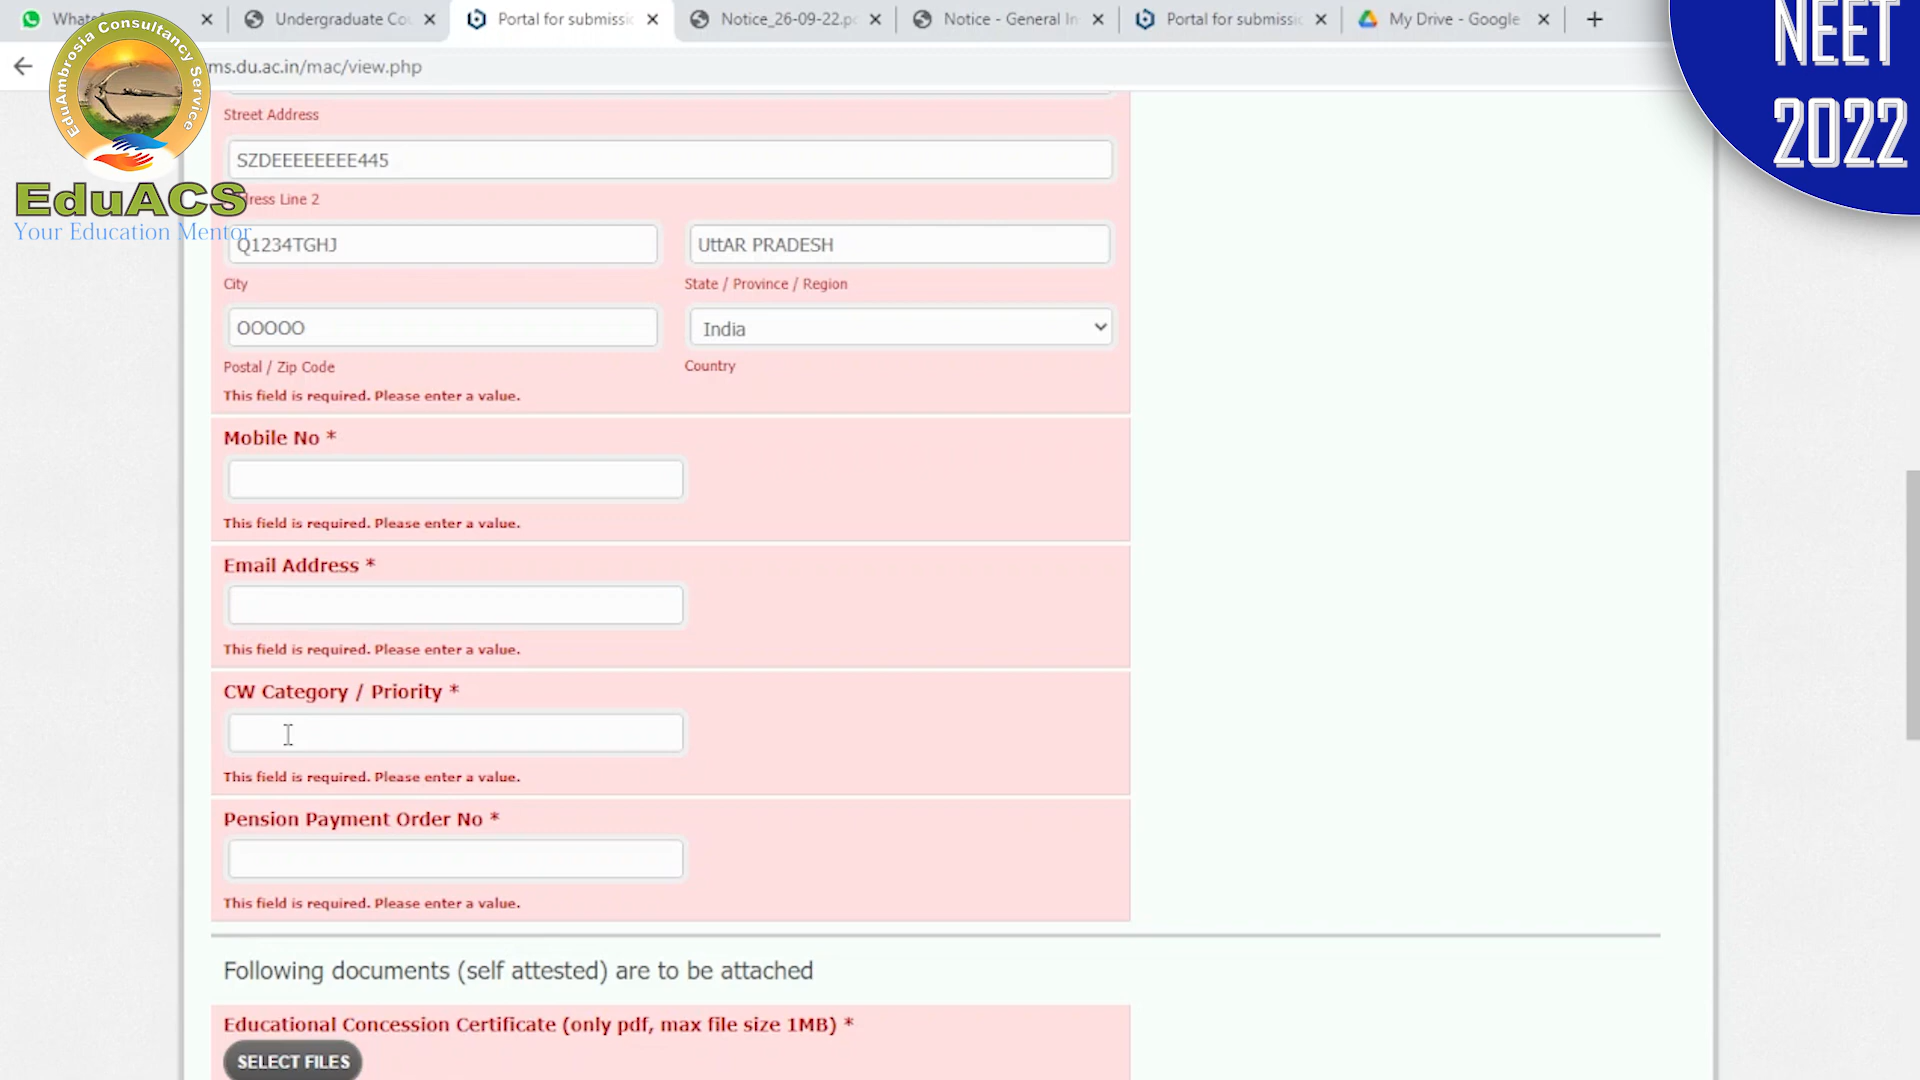 Whats
Undergraduate Cou
Portal for submissi
Notice_26-09-22.p
Notice - General In
Portal for submissi
My Drive - Google
ms.du.ac.in/mac/view.php
NEET
2022
EduAmbrosia Consultancy Service
EduACS
Your Education Mentor
Street Address
SZDEEEEEEEE445
ress Line 2
Q1234TGHJ
UttAR PRADESH
City
State / Province / Region
OOOOO
India
Postal / Zip Code
Country
This field is required. Please enter a value.
Mobile No *
This field is required. Please enter a value.
Email Address *
This field is required. Please enter a value.
CW Category / Priority *
This field is required. Please enter a value.
Pension Payment Order No *
This field is required. Please enter a value.
Following documents (self attested) are to be attached
Educational Concession Certificate (only pdf, max file size 1MB) *
SELECT FILES